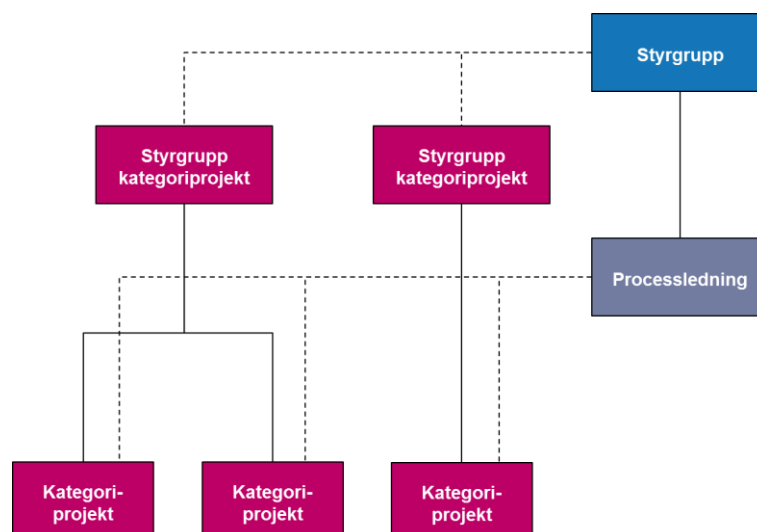 Styrgrupp
Styrgrupp
kategoriprojekt
Styrgrupp
kategoriprojekt
Processledning
Kategori-
projekt
Kategori-
projekt
Kategori-
projekt